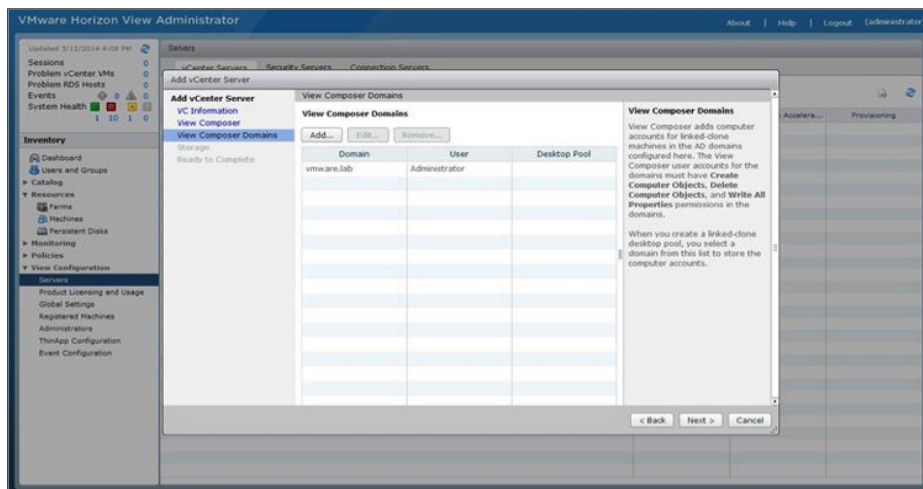 VMware Horizon View Administrator
About | Help | Logout (administrator
Updated 3/12/2014 4:08 PM
Sessions 0
Problem vCenter VMs 0
Problem RDS Hosts 0
Events 0 0
System Health
1 10 1 0
Inventory
Dashboard
Users and Groups
Catalog
Resources
Farms
Machines
Persistent Disks
Monitoring
Policies
View Configuration
Servers
Product Licensing and Usage
Global Settings
Registered Machines
Administrators
ThinApp Configuration
Event Configuration
Servers
vCenter Servers Security Servers Connection Servers
Accelera... Provisioning
Add vCenter Server
Add vCenter Server
VC Information
View Composer
View Composer Domains
Storage
Ready to Complete
View Composer Domains
View Composer Domains
Add... Edit... Remove...
Domain User Desktop Pool
vmware.lab Administrator
View Composer Domains
View Composer adds computer
accounts for linked-clone
machines in the AD domains
configured here. The View
Composer user accounts for the
domains must have Create
Computer Objects, Delete
Computer Objects, and Write All
Properties permissions in the
domains.
When you create a linked-clone
desktop pool, you select a
domain from this list to store the
computer accounts.
< Back Next > Cancel